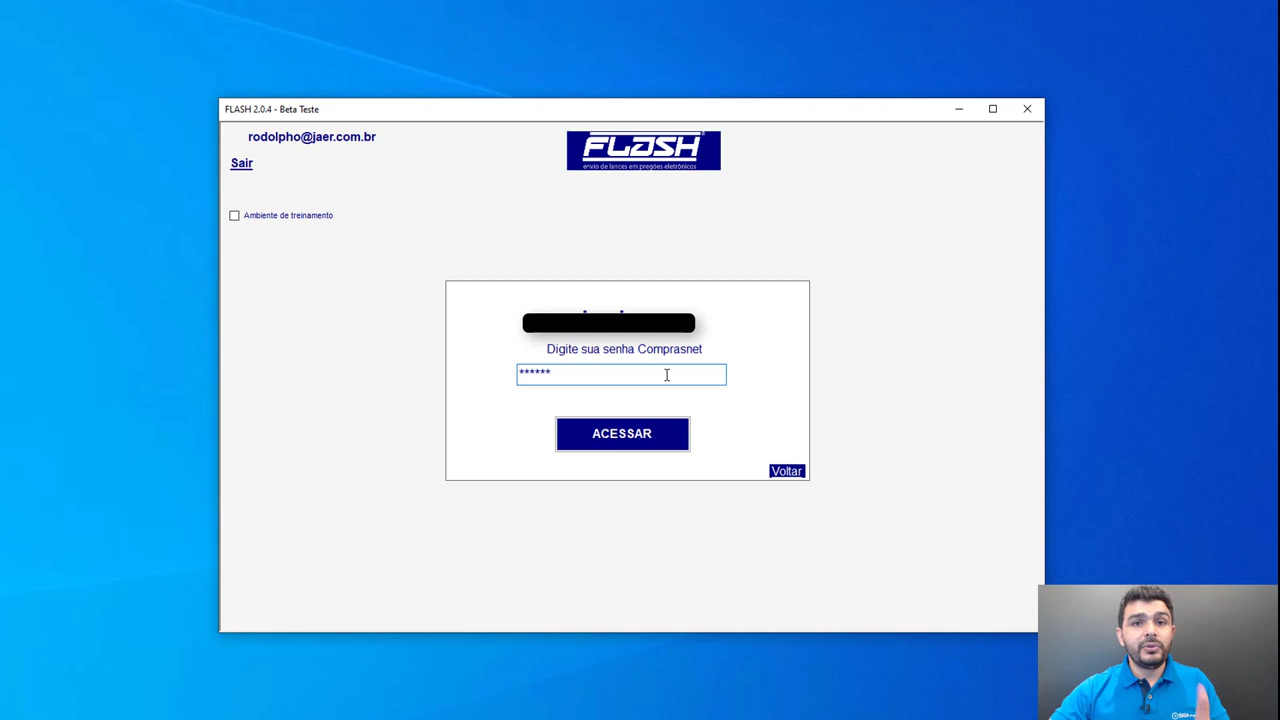 FLASH 2.0.4 - Beta Teste
rodolpho@jaer.com.br
Sair
FLASH®
envio de lances em pregões eletrônicos
Ambiente de treinamento
Digite sua senha Comprasnet
******
ACESSAR
Voltar